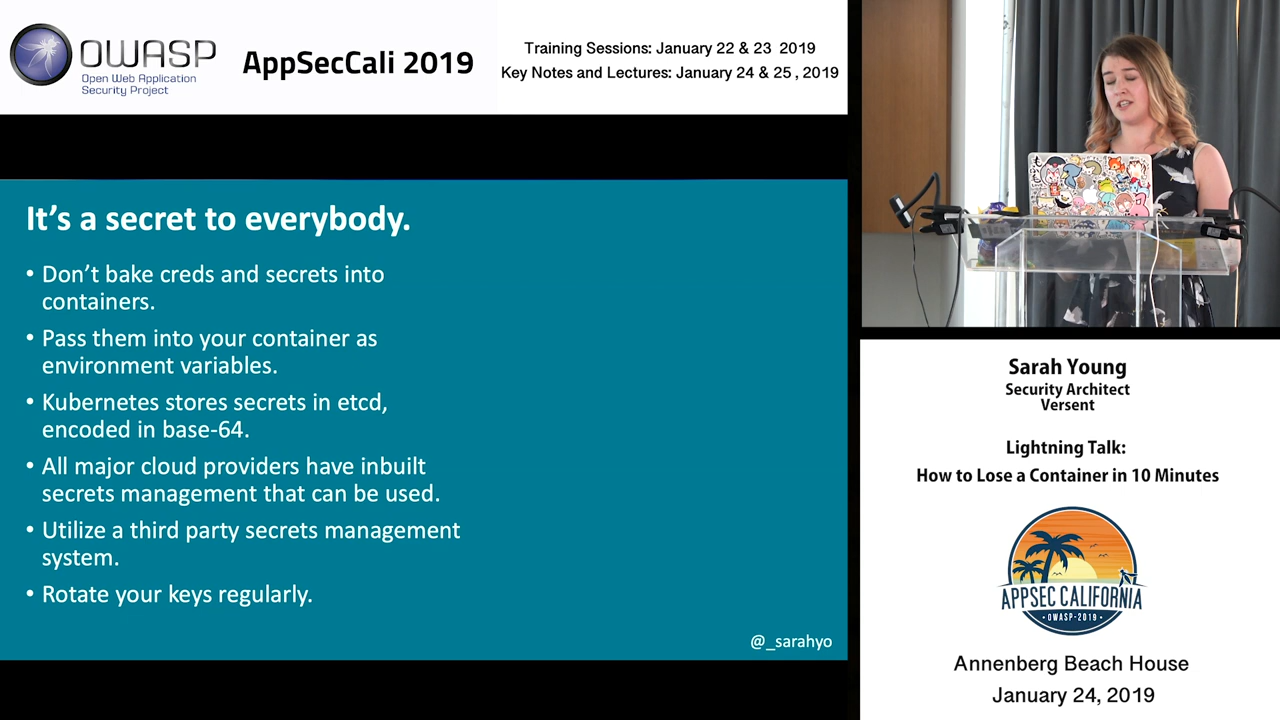 OWASP
Open Web Application
Security Project
AppSecCali 2019
Training Sessions: January 22 & 23 2019
Key Notes and Lectures: January 24 & 25 , 2019
It's a secret to everybody.
• Don't bake creds and secrets into
containers.
• Pass them into your container as
environment variables.
• Kubernetes stores secrets in etcd,
encoded in base-64.
• All major cloud providers have inbuilt
secrets management that can be used.
• Utilize a third party secrets management
system.
• Rotate your keys regularly.
@_sarahyo
Sarah Young
Security Architect
Versent
Lightning Talk:
How to Lose a Container in 10 Minutes
APPSEC CALIFORNIA
• OWASP-2019 •
Annenberg Beach House
January 24, 2019